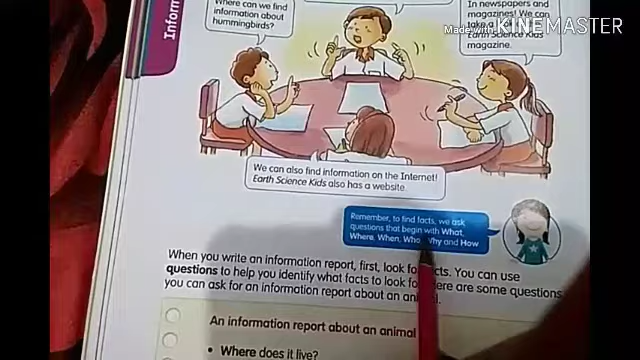 Inform
Where can we find
information about
hummingbirds?
In newspapers and
magazines! We can
take a
Earth Science Kids
magazine.
Made with KINEMASTER
We can also find information on the Internet!
Earth Science Kids also has a website.
Remember, to find facts, we ask
questions that begin with What,
Where, When, Who, Why and How
When you write an information report, first, look for facts. You can use
questions to help you identify what facts to look for. Here are some questions
you can ask for an information report about an animal.
An information report about an animal
• Where does it live?